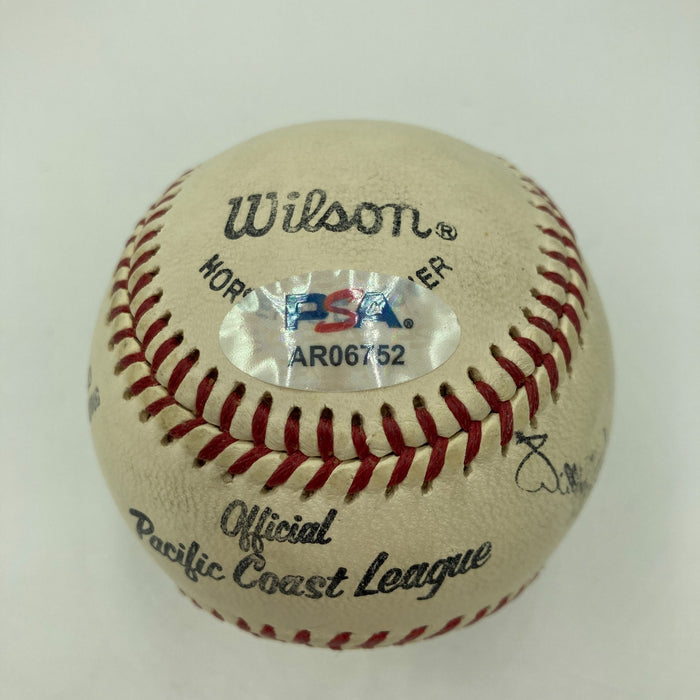 Wilson®
PSA®
AR06752
Official
Pacific Coast League